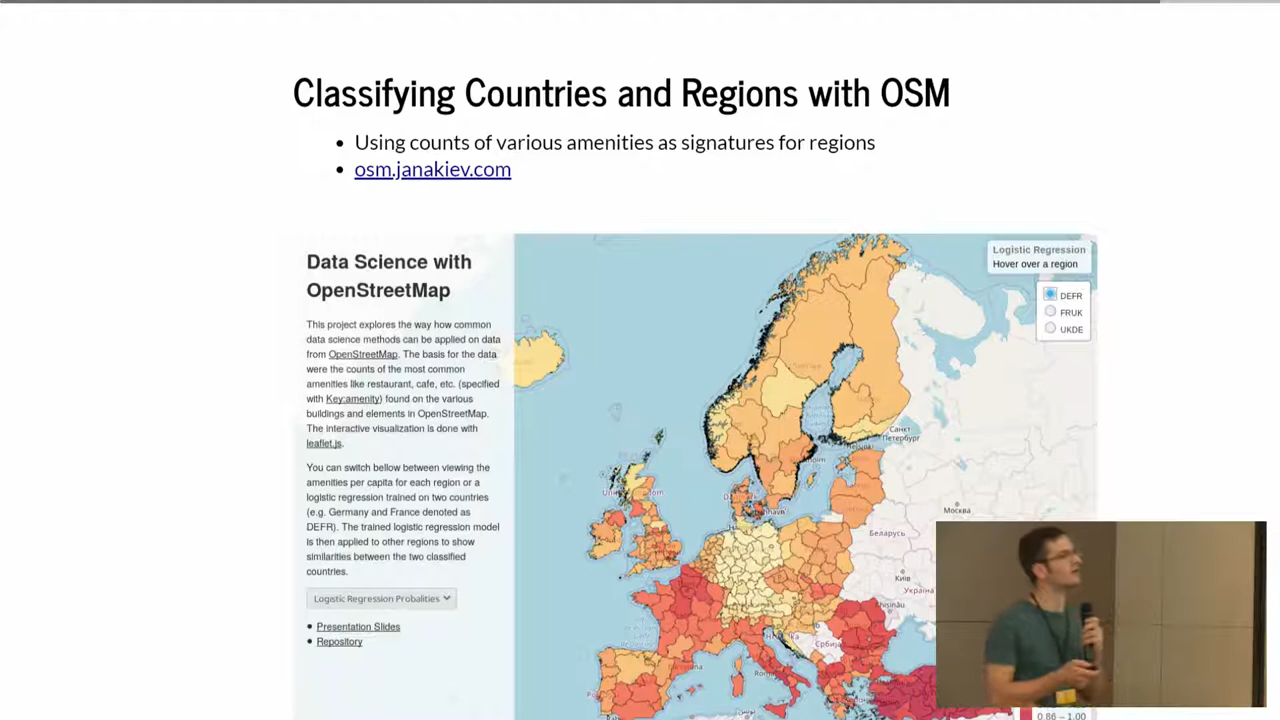 Classifying Countries and Regions with OSM
• Using counts of various amenities as signatures for regions
• osm.janakiev.com
Data Science with
OpenStreetMap
This project explores the way how common
data science methods can be applied on data
from OpenStreetMap. The basis for the data
were the counts of the most common
amenities like restaurant, cafe, etc. (specified
with Key:amenity) found on the various
buildings and elements in OpenStreetMap.
The interactive visualization is done with
leaflet.js.
You can switch bellow between viewing the
amenities per capita for each region or a
logistic regression trained on two countries
(e.g. Germany and France denoted as
DEFR). The trained logistic regression model
is then applied to other regions to show
similarities between the two classified
countries.
Logistic Regression Probalities
• Presentation Slides
• Repository
Logistic Regression
Hover over a region
DEFR
FRUK
UKDE
Санкт
Петербург
Москва
Беларусь
Київ
Україна
Chișinău
Србија
0.86 – 1.00